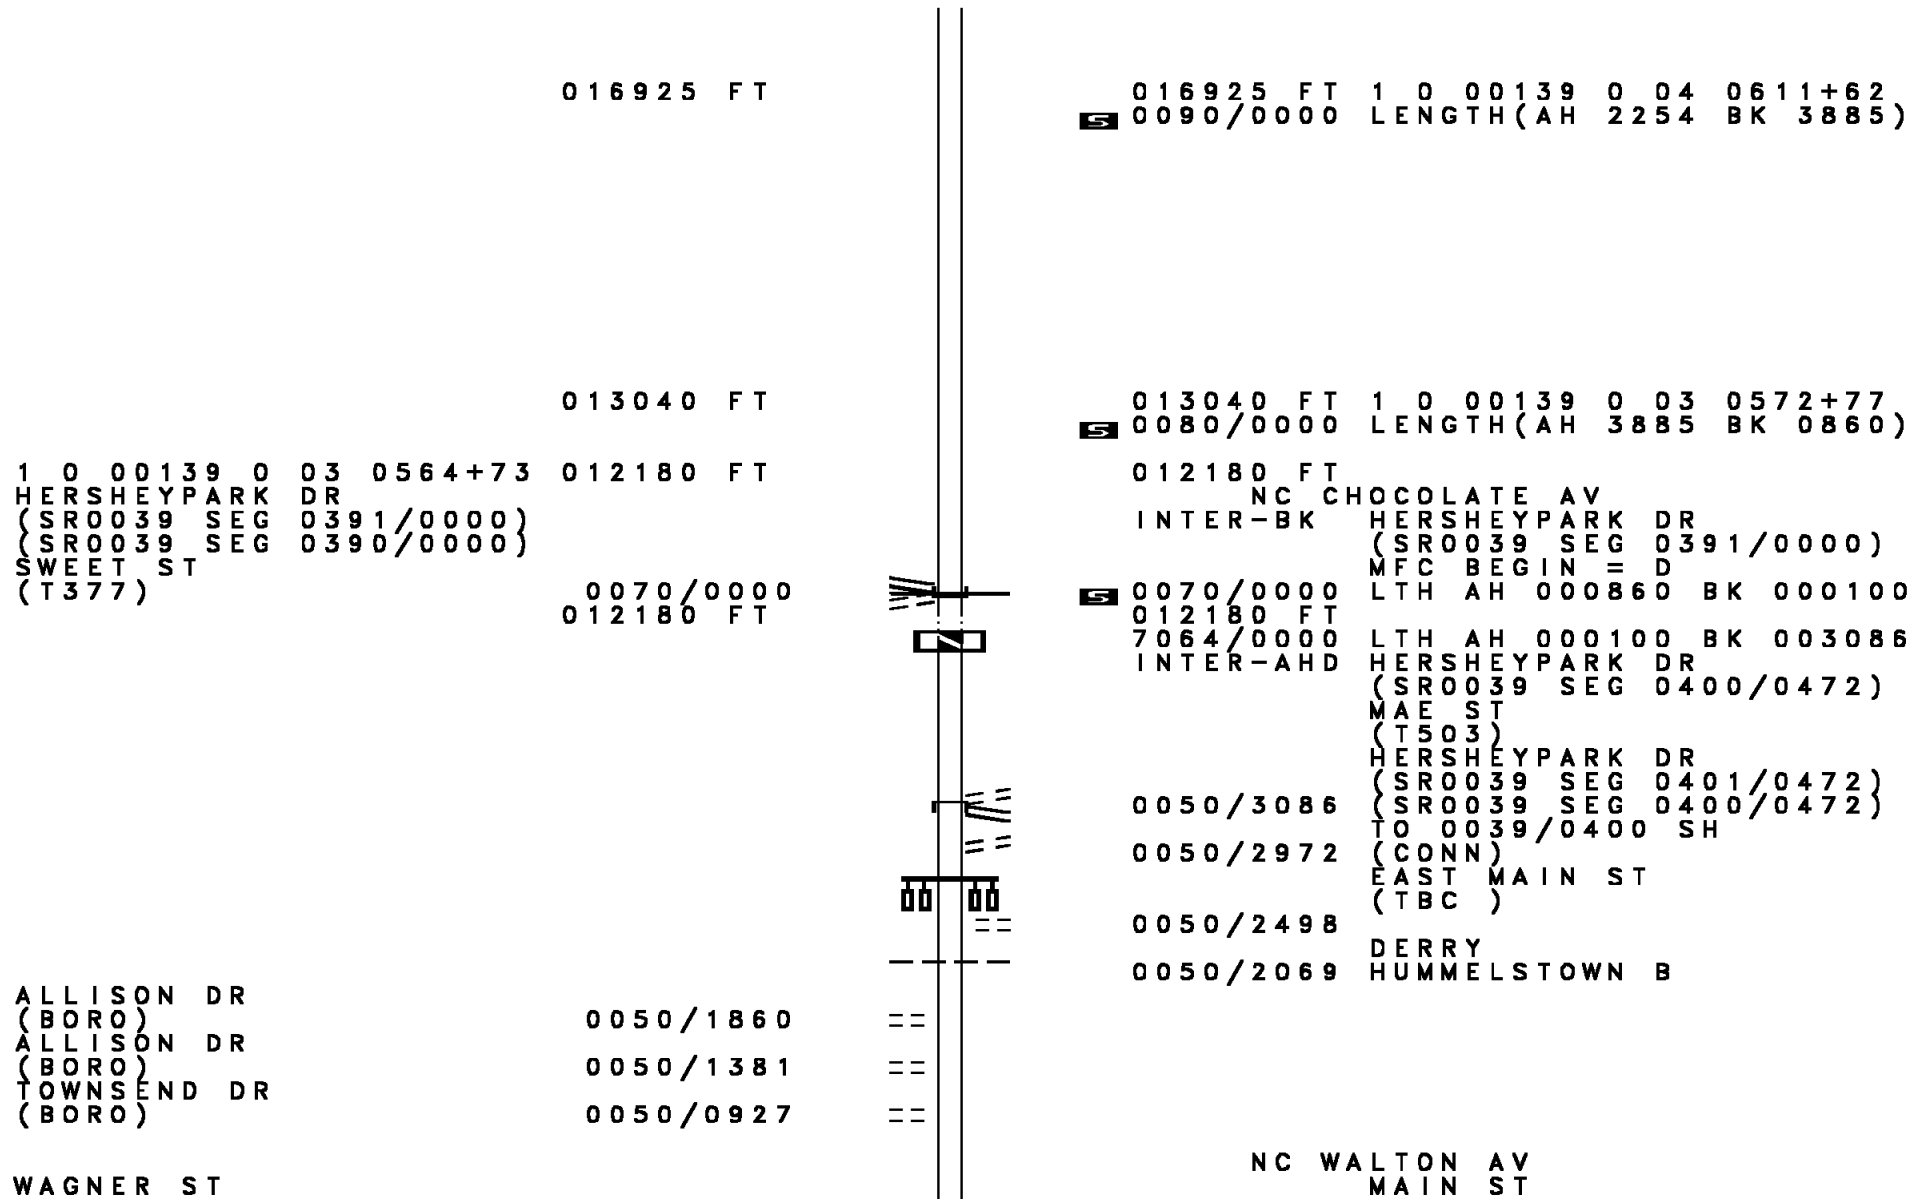 016925 FT 016925 FT 1 0 00139 0 04 0611+62
S 0090/0000 LENGTH(AH 2254 BK 3885)
013040 FT 013040 FT 1 0 00139 0 03 0572+77
S 0080/0000 LENGTH(AH 3885 BK 0860)
1 0 00139 0 03 0564+73 012180 FT 012180 FT
HERSHEYPARK DR NC CHOCOLATE AV
(SR0039 SEG 0391/0000) INTER-BK HERSHEYPARK DR
(SR0039 SEG 0390/0000) (SR0039 SEG 0391/0000)
SWEET ST MFC BEGIN = D
(T377) 0070/0000 S 0070/0000 LTH AH 000860 BK 000100
012180 FT 012180 FT
7064/0000 LTH AH 000100 BK 003086
INTER-AHD HERSHEYPARK DR
(SR0039 SEG 0400/0472)
MAE ST
(T503)
HERSHEYPARK DR
(SR0039 SEG 0401/0472)
0050/3086 (SR0039 SEG 0400/0472)
TO 0039/0400 SH
0050/2972 (CONN)
EAST MAIN ST
(TBC )
0050/2498
DERRY
0050/2069 HUMMELSTOWN B
ALLISON DR
(BORO) 0050/1860
ALLISON DR
(BORO) 0050/1381
TOWNSEND DR
(BORO) 0050/0927
NC WALTON AV
WAGNER ST MAIN ST